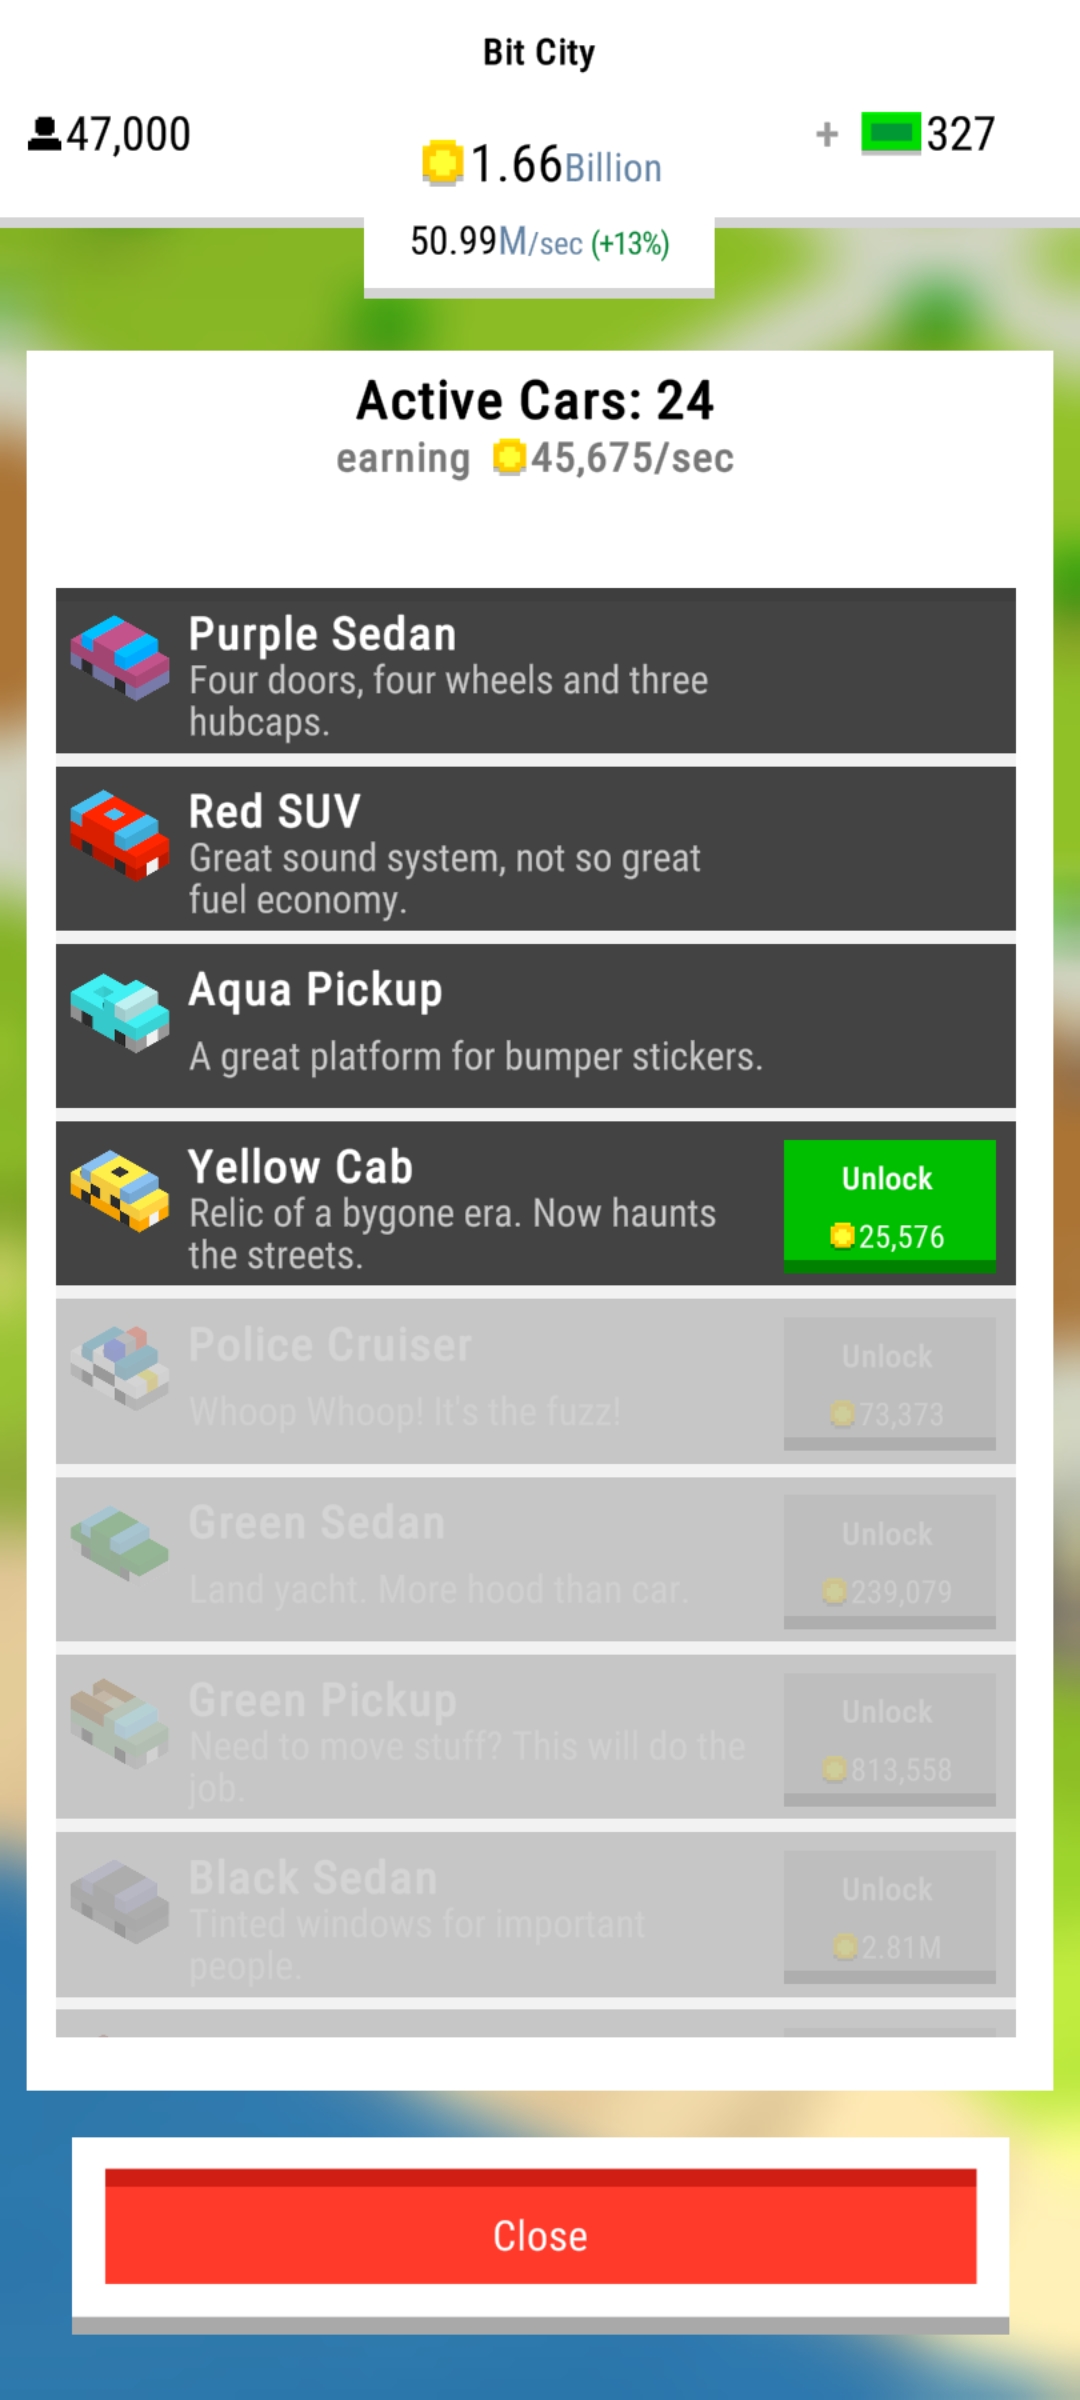 Bit City
47,000
1.66Billion
+ 327
50.99M/sec (+13%)
Active Cars: 24
earning 45,675/sec
Purple Sedan
Four doors, four wheels and three
hubcaps.
Red SUV
Great sound system, not so great
fuel economy.
Aqua Pickup
A great platform for bumper stickers.
Yellow Cab
Relic of a bygone era. Now haunts
the streets.
Unlock
25,576
Police Cruiser
Whoop Whoop! It's the fuzz!
Unlock
73,373
Green Sedan
Land yacht. More hood than car.
Unlock
239,079
Green Pickup
Need to move stuff? This will do the
job.
Unlock
813,558
Black Sedan
Tinted windows for important
people.
Unlock
2.81M
Close